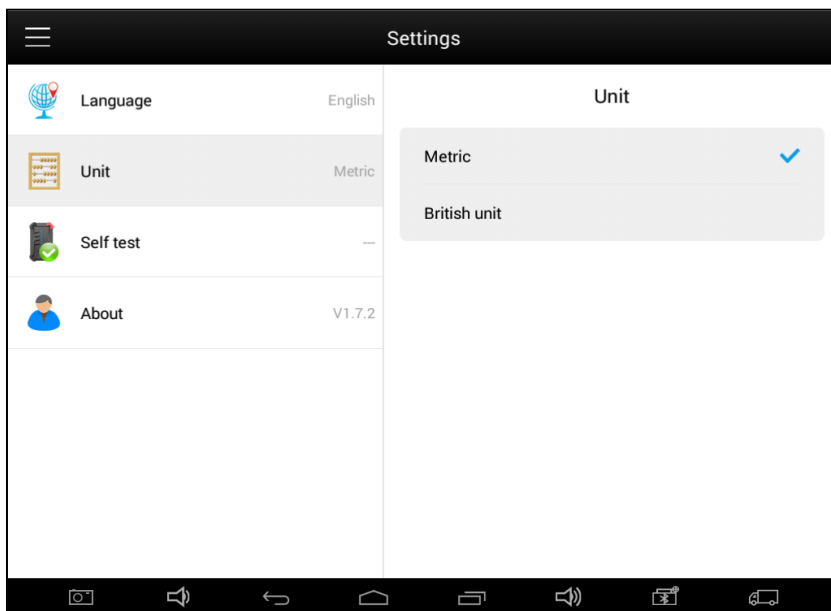 Settings
Language English
Unit Metric
Self test ---
About V1.7.2
Unit
Metric
British unit